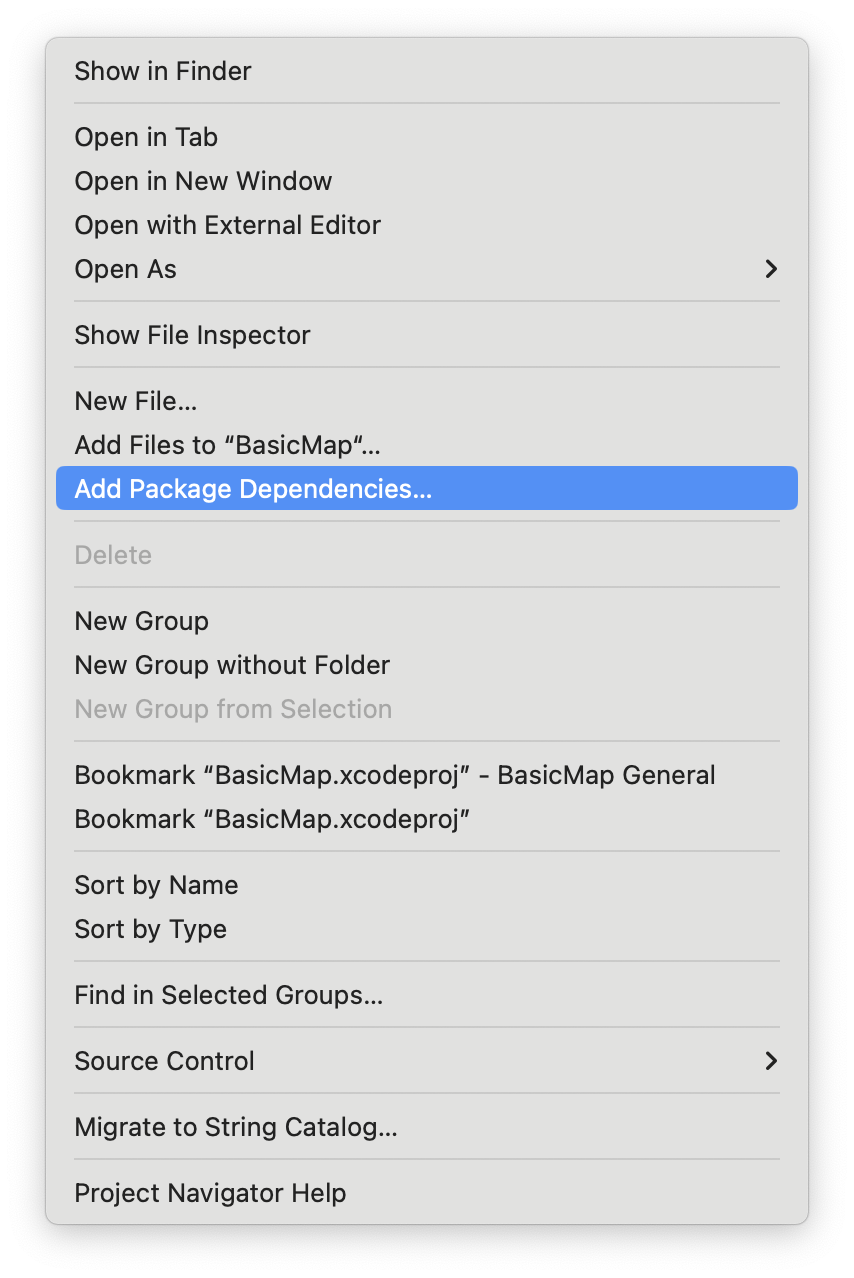 Show in Finder
Open in Tab
Open in New Window
Open with External Editor
Open As
Show File Inspector
New File...
Add Files to “BasicMap“...
Add Package Dependencies...
Delete
New Group
New Group without Folder
New Group from Selection
Bookmark “BasicMap.xcodeproj” - BasicMap General
Bookmark “BasicMap.xcodeproj”
Sort by Name
Sort by Type
Find in Selected Groups...
Source Control
Migrate to String Catalog...
Project Navigator Help